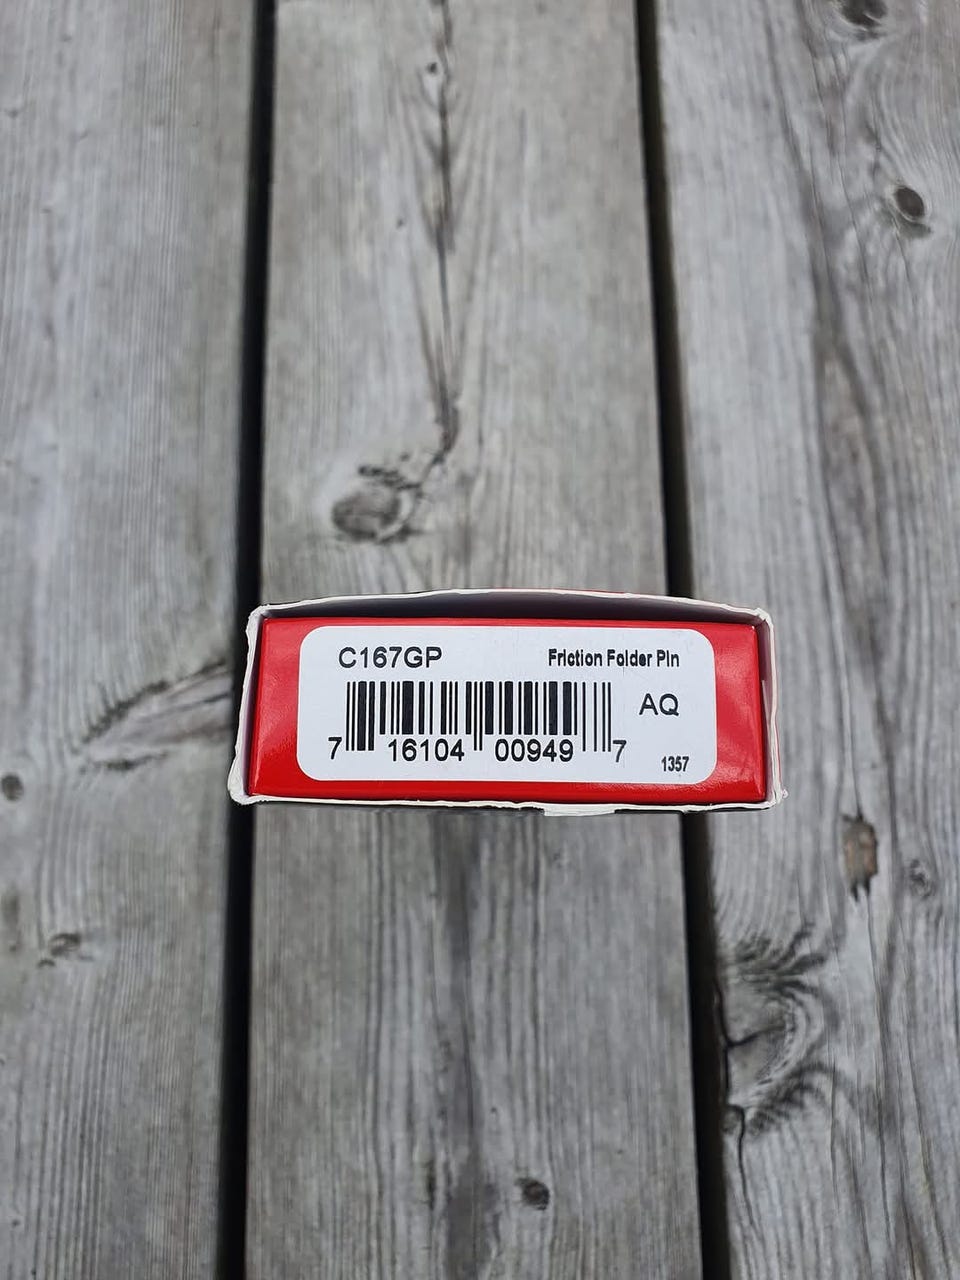 C167GP Friction Folder Pin
AQ
7 16104 00949 7
1357